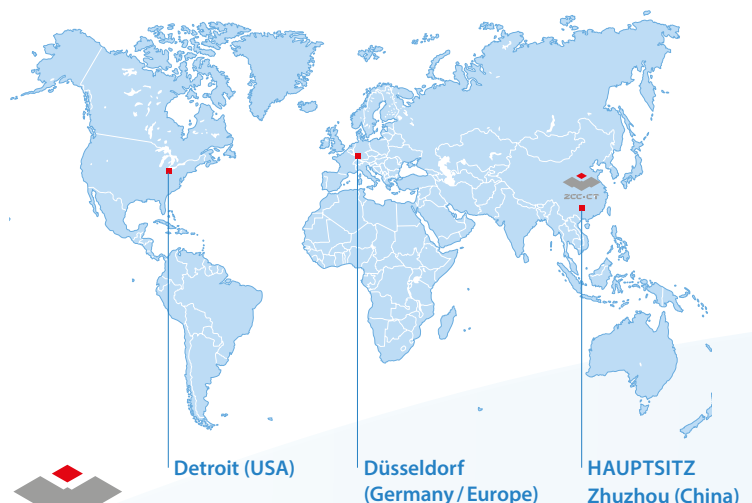 ZCC-CT
Detroit (USA)
Düsseldorf
(Germany / Europe)
HAUPTSITZ
Zhuzhou (China)